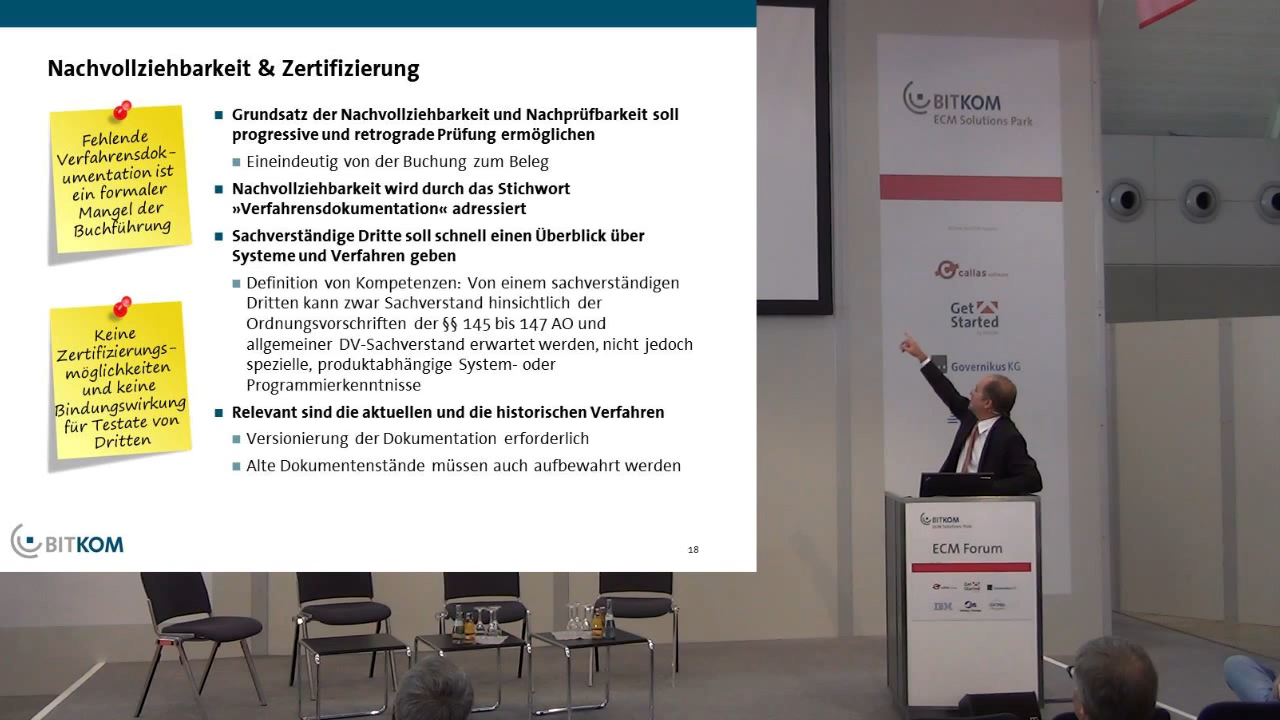 Nachvollziehbarkeit & Zertifizierung
Fehlende
Verfahrensdok-
umentation ist
ein formaler
Mangel der
Buchführung
Keine
Zertifizierungs-
möglichkeiten
und keine
Bindungswirkung
für Testate von
Dritten
Grundsatz der Nachvollziehbarkeit und Nachprüfbarkeit soll
progressive und retrograde Prüfung ermöglichen
Eineindeutig von der Buchung zum Beleg
Nachvollziehbarkeit wird durch das Stichwort
»Verfahrensdokumentation« adressiert
Sachverständige Dritte soll schnell einen Überblick über
Systeme und Verfahren geben
Definition von Kompetenzen: Von einem sachverständigen
Dritten kann zwar Sachverstand hinsichtlich der
Ordnungsvorschriften der §§ 145 bis 147 AO und
allgemeiner DV-Sachverstand erwartet werden, nicht jedoch
spezielle, produktabhängige System- oder
Programmierkenntnisse
Relevant sind die aktuellen und die historischen Verfahren
Versionierung der Dokumentation erforderlich
Alte Dokumentenstände müssen auch aufbewahrt werden
BITKOM
18
BITKOM
ECM Solutions Park
callas software
Get
Started
Governikus KG
BITKOM
ECM Solutions Park
ECM Forum
Get
Started
IBM